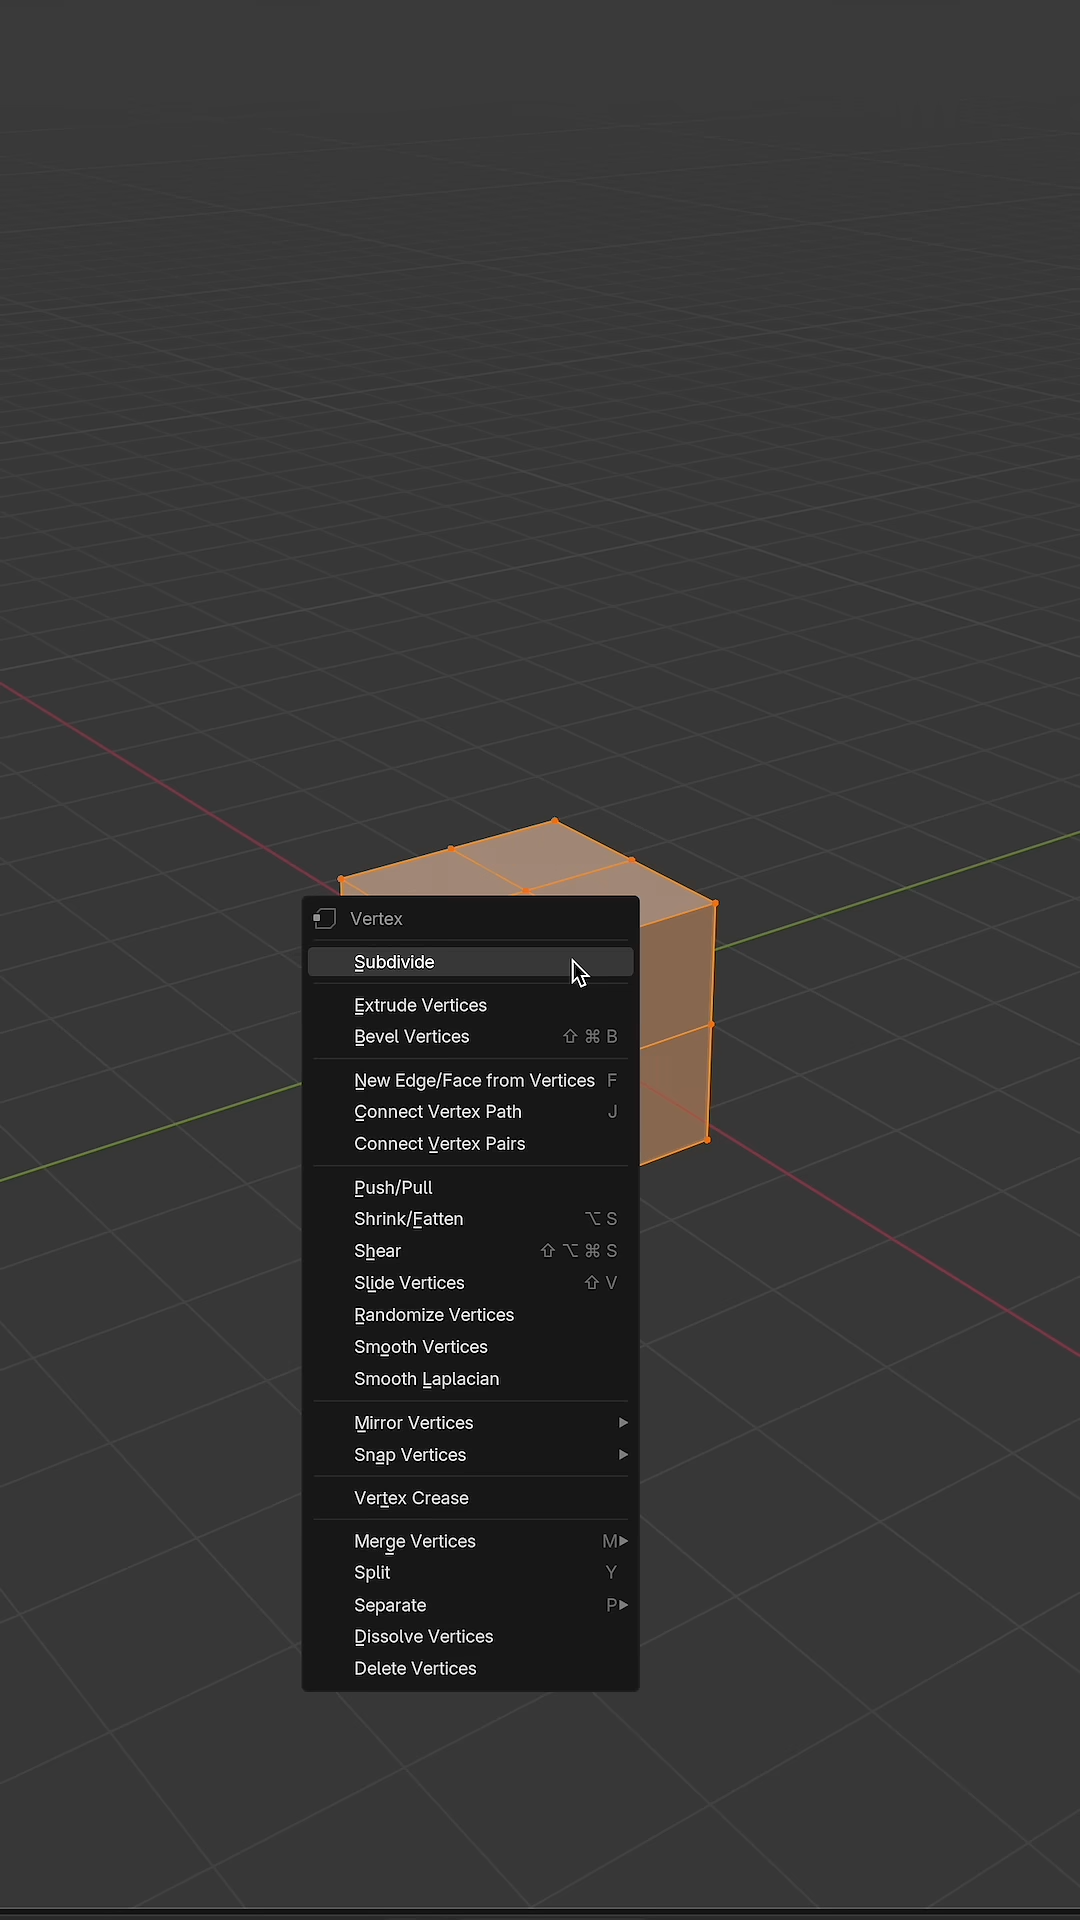 Vertex
Subdivide
Extrude Vertices
Bevel Vertices ⇧ ⌘ B
New Edge/Face from Vertices F
Connect Vertex Path J
Connect Vertex Pairs
Push/Pull
Shrink/Fatten ⌥ S
Shear ⇧ ⌥ ⌘ S
Slide Vertices ⇧ V
Randomize Vertices
Smooth Vertices
Smooth Laplacian
Mirror Vertices
Snap Vertices
Vertex Crease
Merge Vertices M
Split Y
Separate P
Dissolve Vertices
Delete Vertices